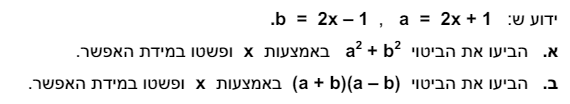 ידוע ש: a = 2x + 1 , b = 2x – 1.
א. הביעו את הביטוי a² + b² באמצעות x ופשטו במידת האפשר.
ב. הביעו את הביטוי (a + b)(a – b) באמצעות x ופשטו במידת האפשר.